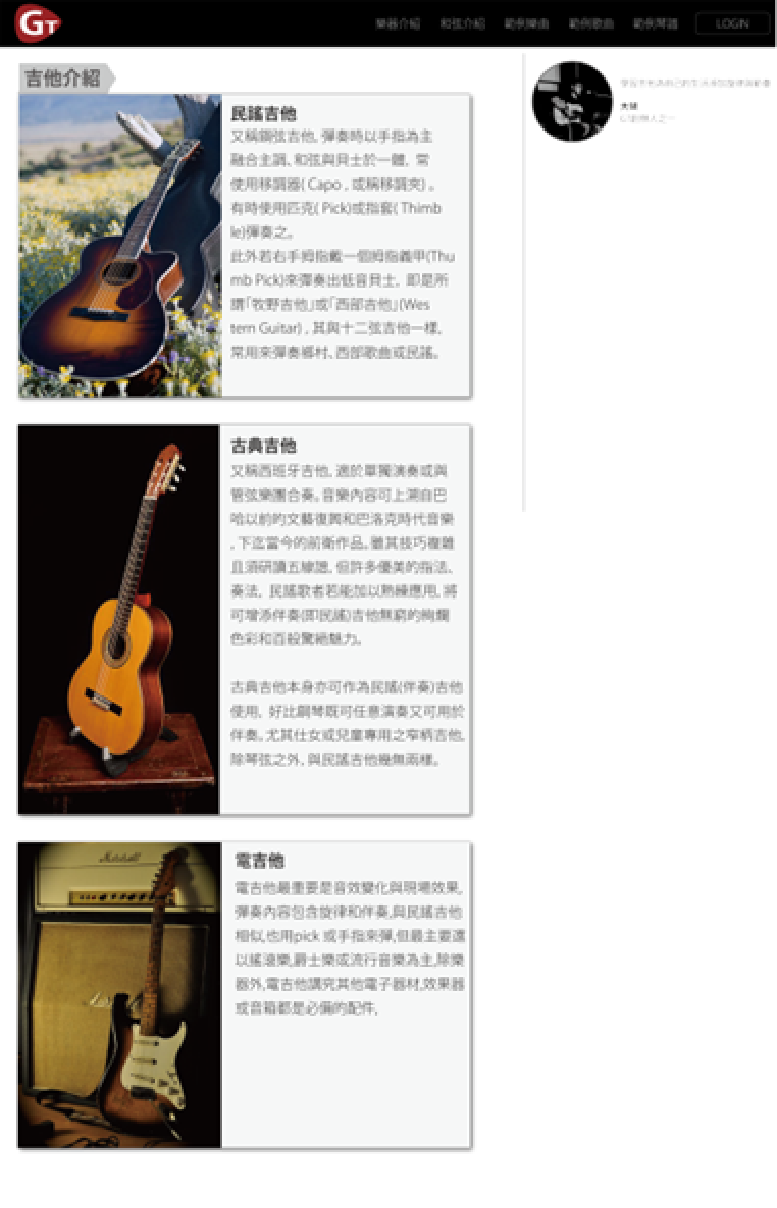 GT
樂器介紹 和弦介紹 範例樂曲 範例歌曲 範例琴譜 LOGIN
吉他介紹
民謠吉他
又稱鋼弦吉他, 彈奏時以手指為主
融合主調、和弦與貝士於一體, 常
使用移調器( Capo , 或稱移調夾) 。
有時使用匹克( Pick)或指套( Thimb
le)彈奏之。
此外若右手拇指戴一個拇指義甲(Thu
mb Pick)來彈奏出低音貝士, 即是所
謂「牧野吉他」或「西部吉他」(Wes
tern Guitar) , 其與十二弦吉他一樣,
常用來彈奏鄉村、西部歌曲或民謠。
古典吉他
又稱西班牙吉他, 適於單獨演奏或與
管弦樂團合奏。音樂內容可上溯自巴
哈以前的文藝復興和巴洛克時代音樂
, 下迄當今的前衛作品。雖其技巧複雜
且須研讀五線譜, 但許多優美的指法、
奏法, 民謠歌者若能加以熟練應用, 將
可增添伴奏(即民謠)吉他無窮的絢爛
色彩和百般驚絕魅力。
古典吉他本身亦可作為民謠(伴奏)吉他
使用, 好比鋼琴既可任意演奏又可用於
伴奏。尤其仕女或兒童專用之窄柄吉他,
除琴弦之外, 與民謠吉他幾無兩樣。
Marshall
電吉他
電吉他最重要是音效變化,與現場效果,
彈奏內容包含旋律和伴奏,與民謠吉他
相似,也用pick 或手指來彈,但最主要還
以搖滾樂,爵士樂或流行音樂為主,除樂
器外,電吉他講究其他電子器材,效果器
或音箱都是必備的配件,